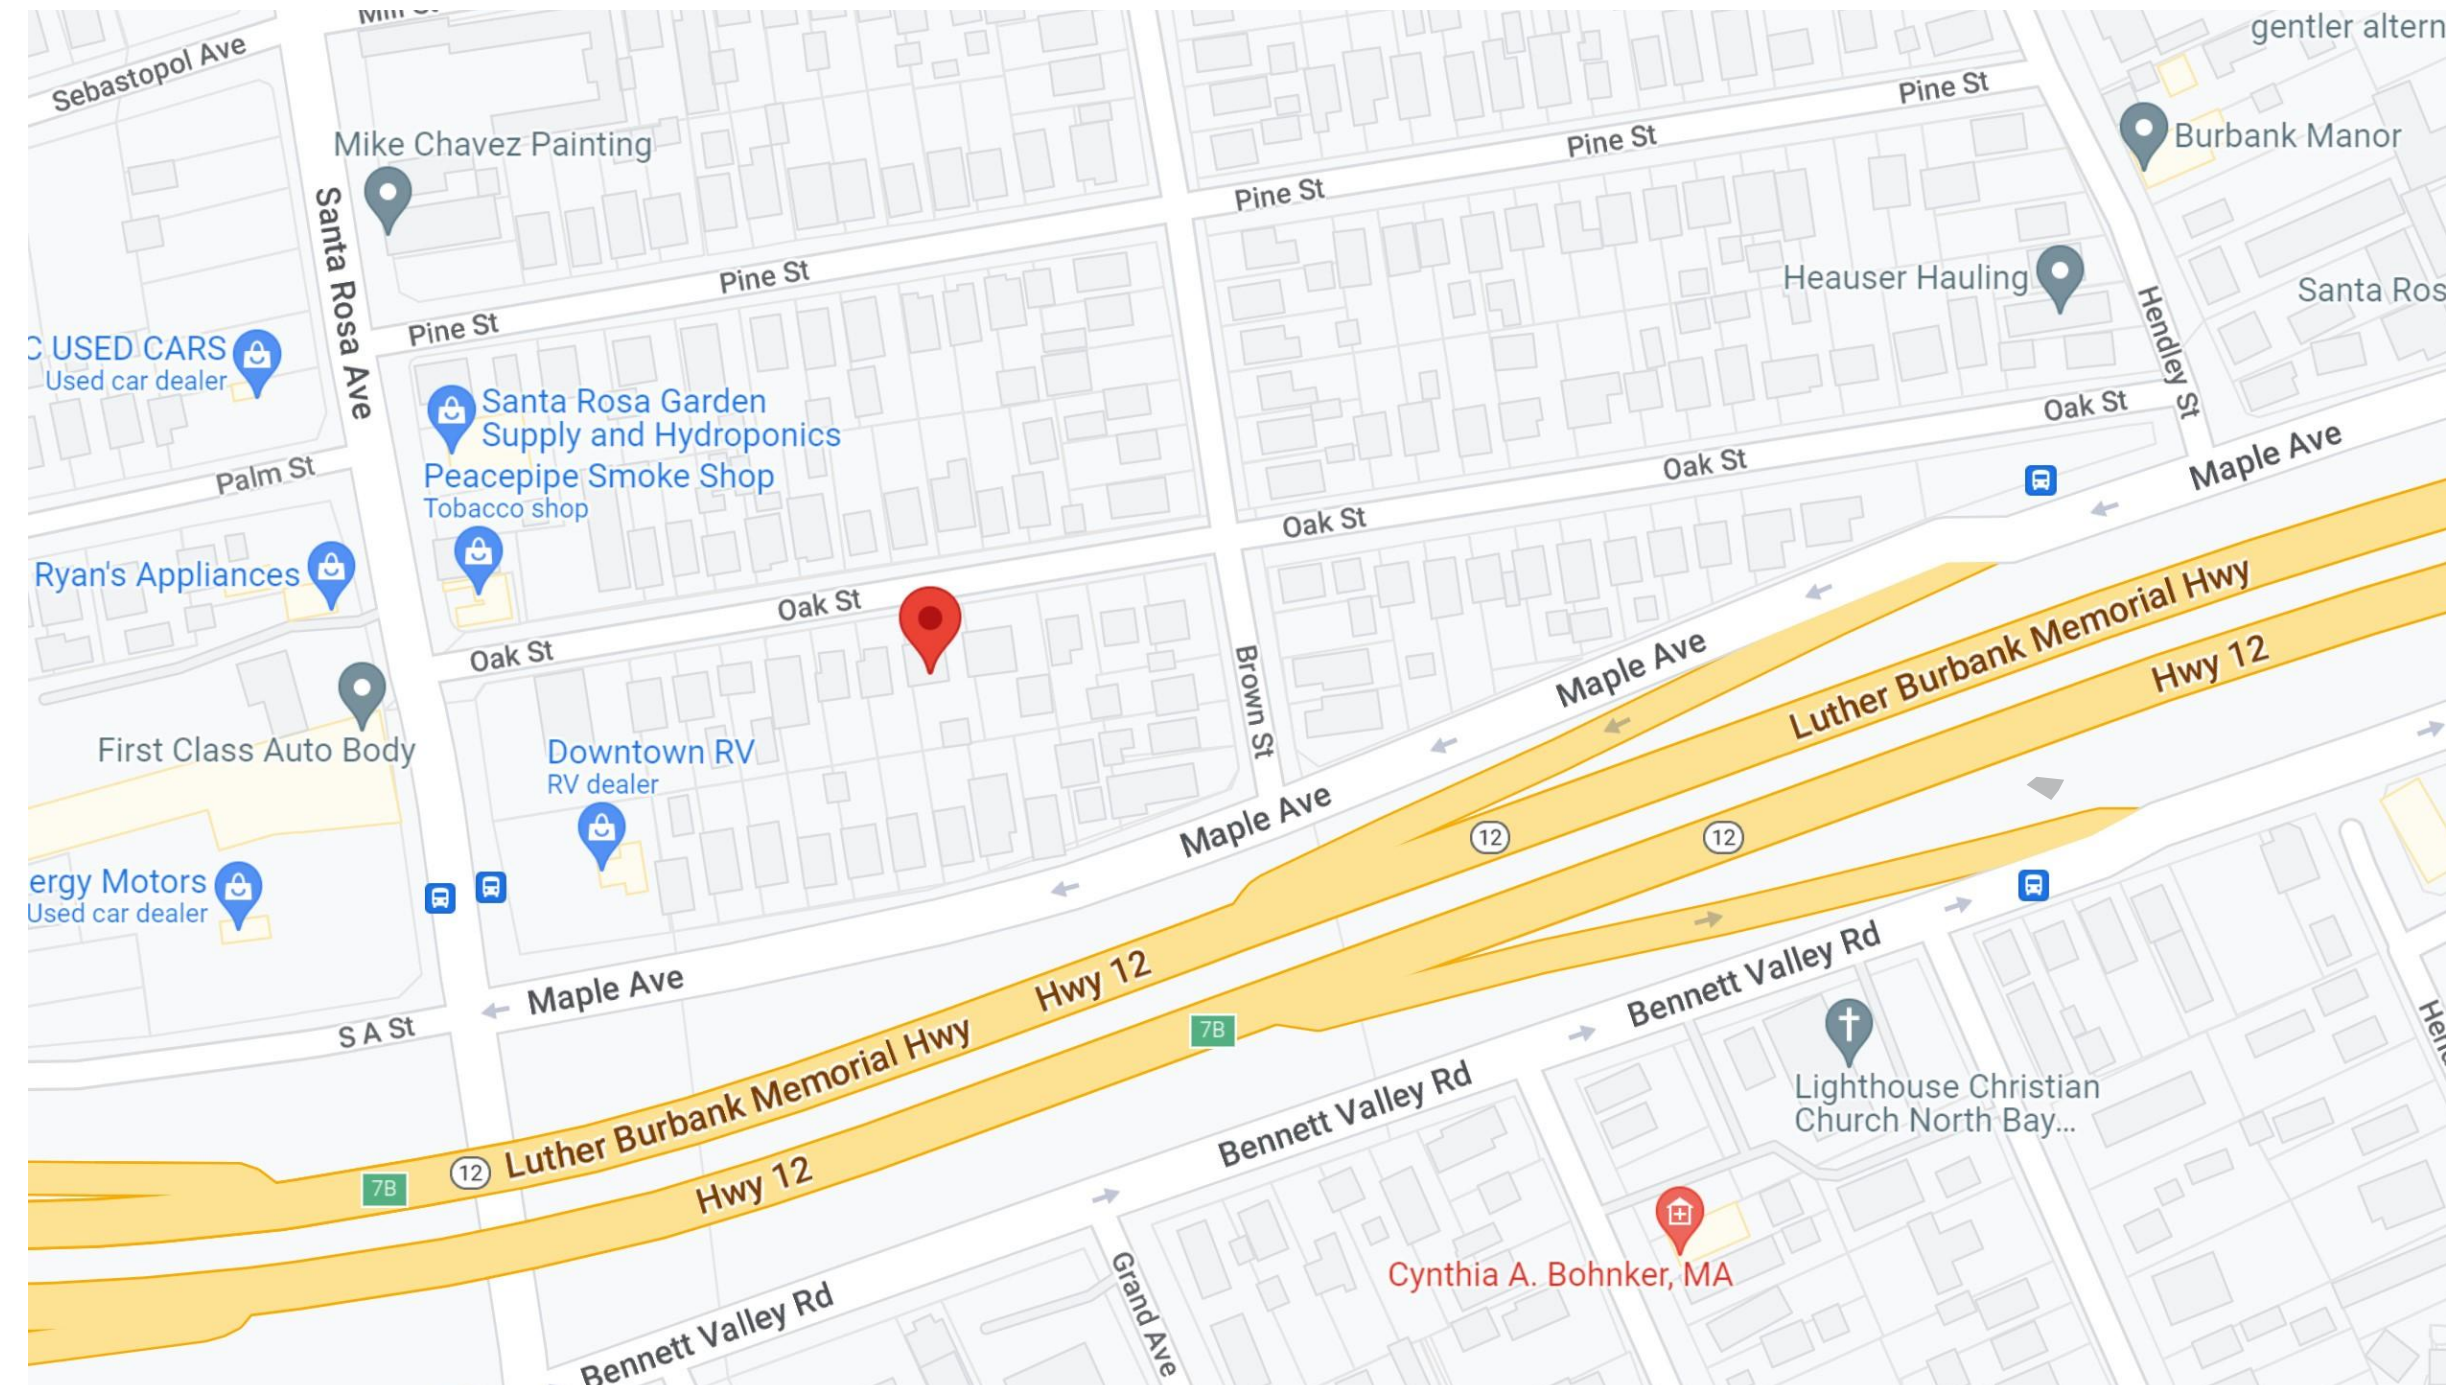 Mill St
gentler altern
Sebastopol Ave
Pine St
Burbank Manor
Mike Chavez Painting
Pine St
Pine St
Santa Rosa Ave
Pine St
Heauser Hauling
Santa Ros
Pine St
Hendley St
C USED CARS
Used car dealer
Santa Rosa Garden
Supply and Hydroponics
Oak St
Maple Ave
Palm St
Peacepipe Smoke Shop
Tobacco shop
Oak St
Oak St
Ryan's Appliances
Oak St
Luther Burbank Memorial Hwy
Oak St
Hwy 12
Brown St
Maple Ave
First Class Auto Body
Downtown RV
RV dealer
Maple Ave
12
12
ergy Motors
Used car dealer
Bennett Valley Rd
Hwy 12
Maple Ave
S A St
7B
Lighthouse Christian
Church North Bay...
Luther Burbank Memorial Hwy
Bennett Valley Rd
Hwy 12
12
7B
Cynthia A. Bohnker, MA
Grand Ave
Bennett Valley Rd